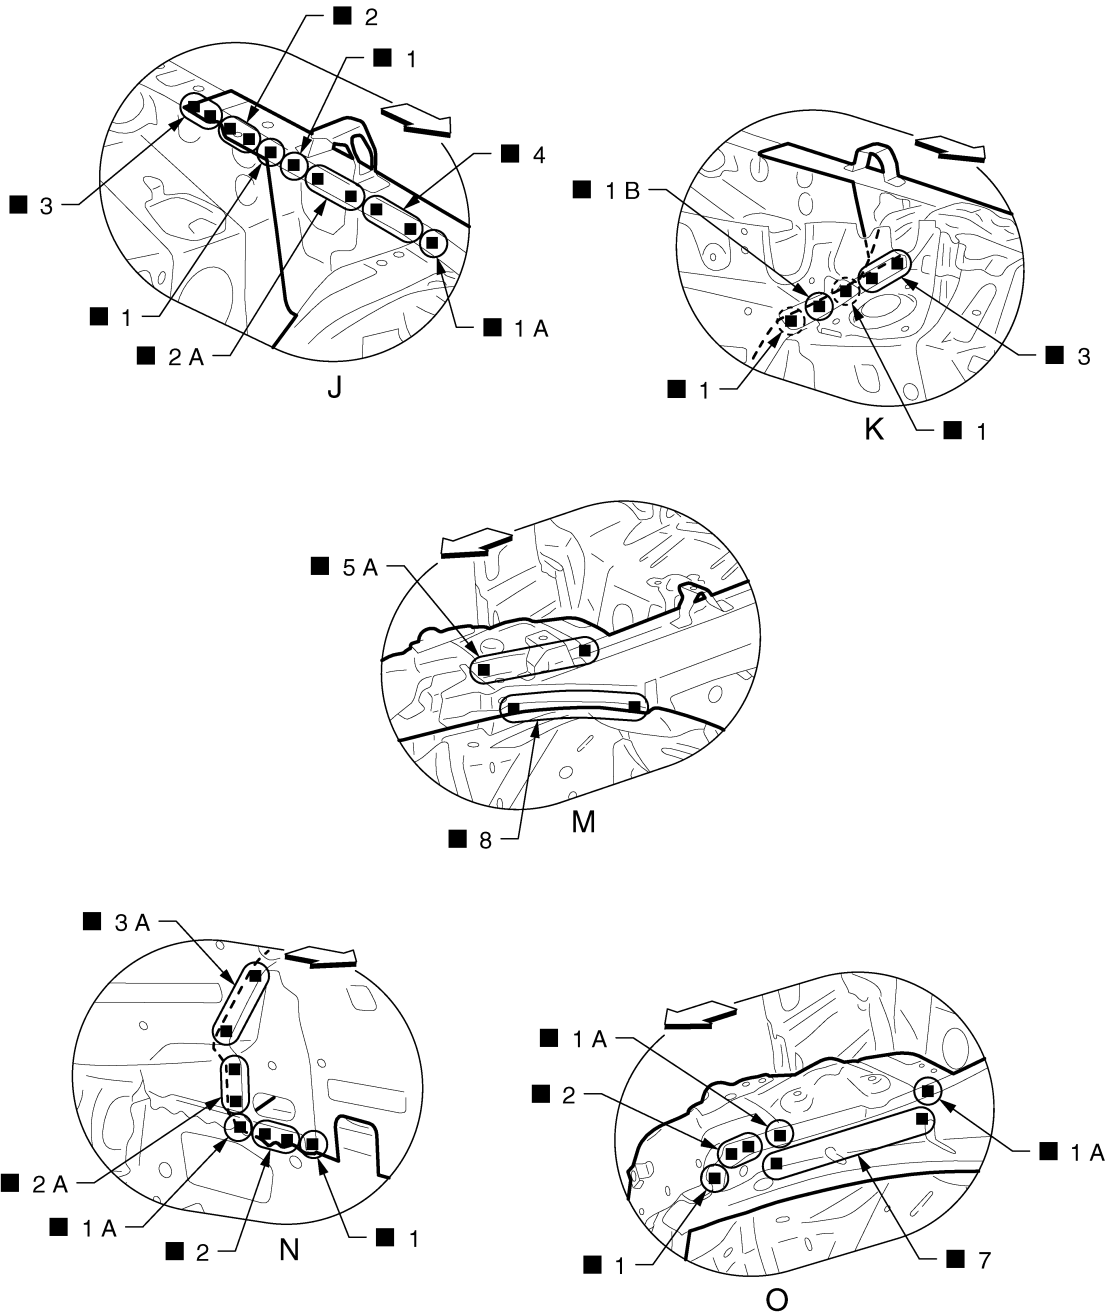 ■ 2
■ 1
■ 4
■ 3
■ 1
■ 2 A
■ 1 A
J
■ 1 B
■ 3
■ 1
■ 1
K
■ 5 A
■ 8
M
■ 3 A
■ 2 A
■ 1 A
■ 2
■ 1
N
■ 1 A
■ 2
■ 1 A
■ 1
■ 7
O